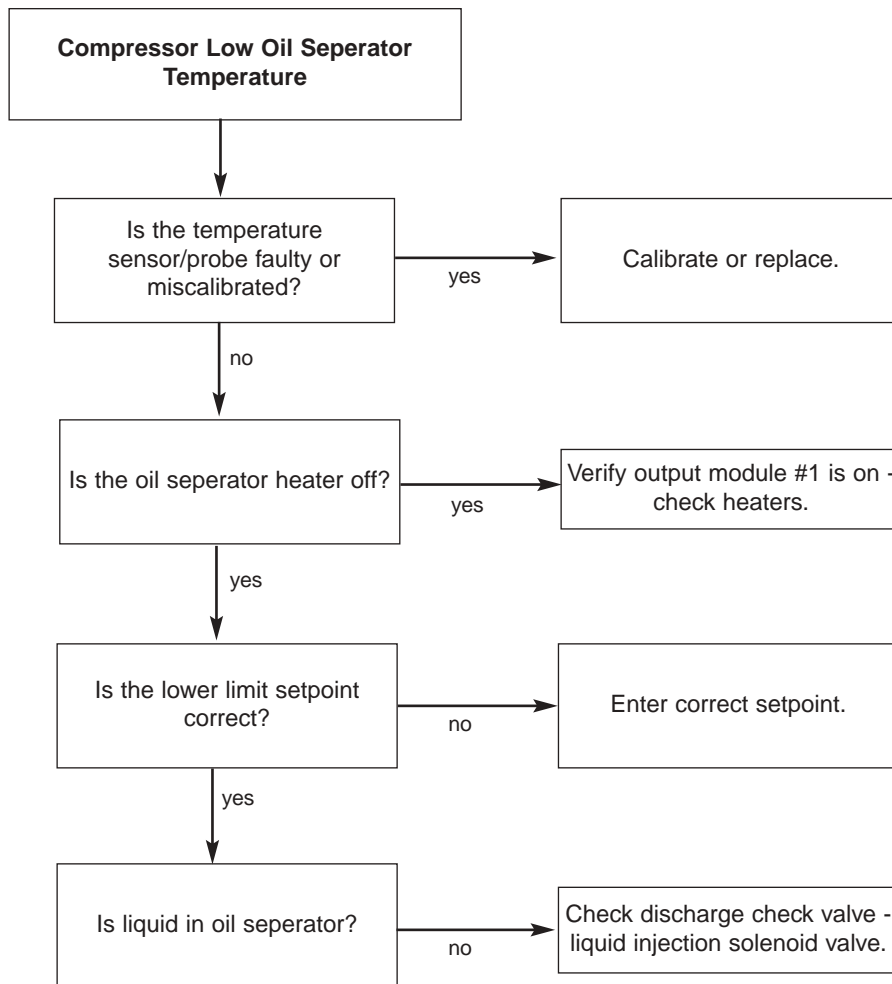 Compressor Low Oil Seperator
Temperature
Is the temperature
sensor/probe faulty or
miscalibrated?
yes
Calibrate or replace.
no
Is the oil seperator heater off?
yes
Verify output module #1 is on -
check heaters.
yes
Is the lower limit setpoint
correct?
no
Enter correct setpoint.
yes
Is liquid in oil seperator?
no
Check discharge check valve -
liquid injection solenoid valve.